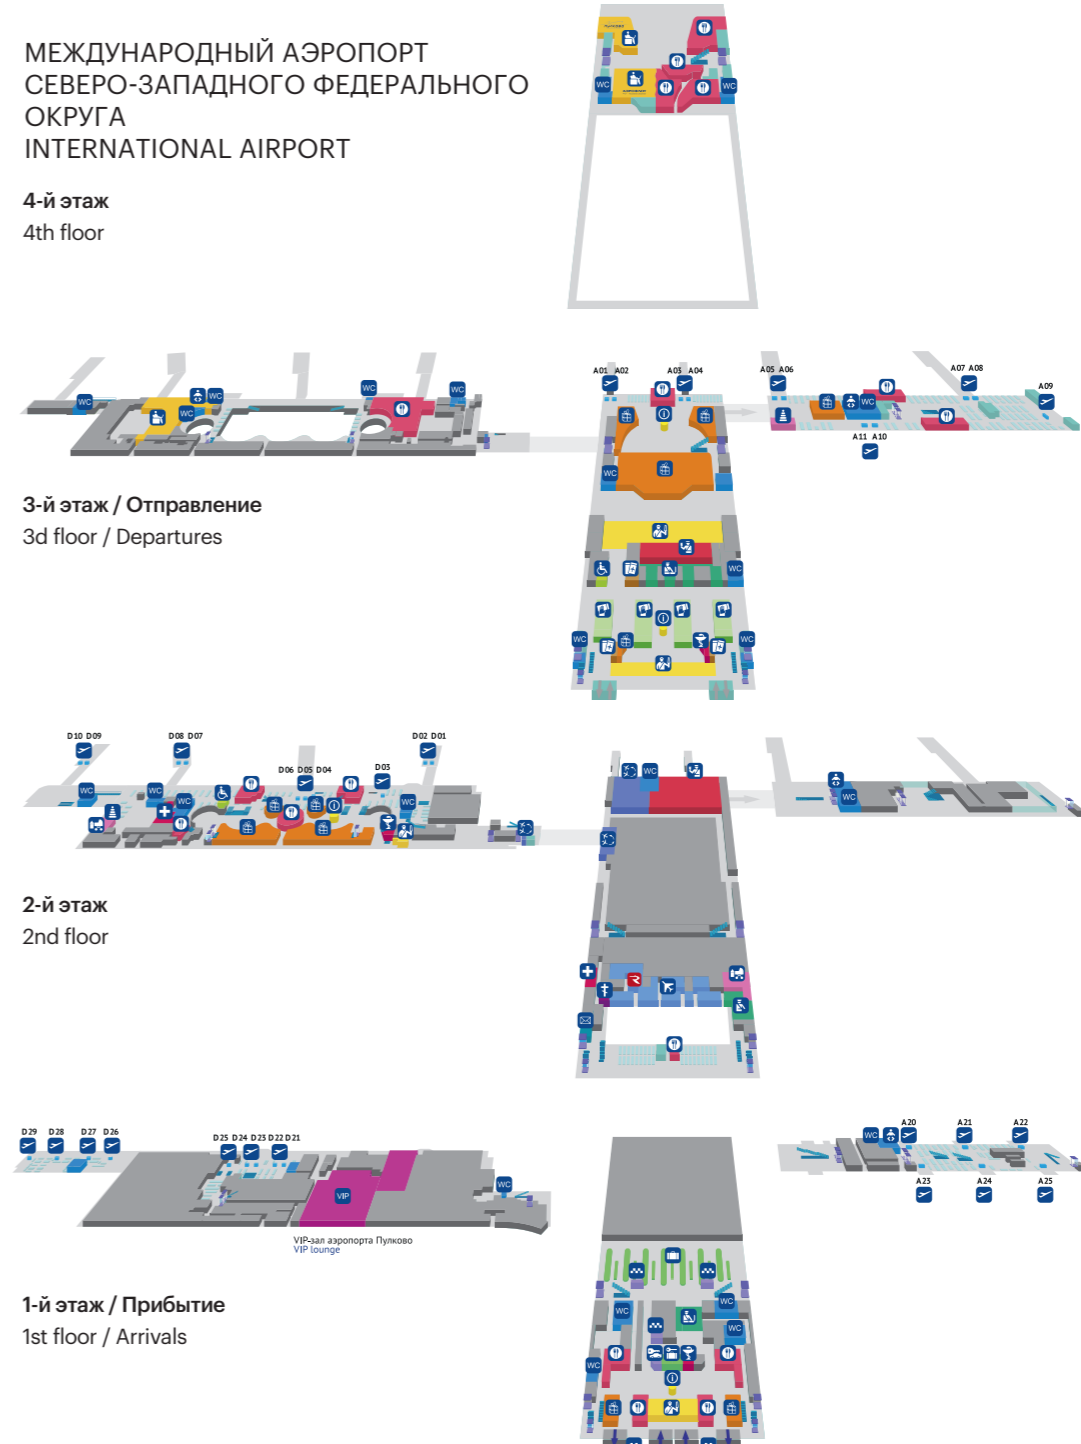 МЕЖДУНАРОДНЫЙ АЭРОПОРТ
СЕВЕРО-ЗАПАДНОГО ФЕДЕРАЛЬНОГО
ОКРУГА
INTERNATIONAL AIRPORT
4-й этаж
4th floor
WC
WC
A01 A02
A03 A04
A05 A06
A07 A08
A09
WC
WC
WC
WC
WC
WC
A11 A10
WC
3-й этаж / Отправление
3d floor / Departures
WC
WC
WC
D10 D09
D08 D07
D06 D05 D04
D03
D02 D01
WC
WC
WC
WC
WC
WC
2-й этаж
2nd floor
D29 D28 D27 D26
D25 D24 D23 D22 D21
VIP
WC
VIP-зал аэропорта Пулково
VIP lounge
WC
A20
A21
A22
A23
A24
A25
1-й этаж / Прибытие
1st floor / Arrivals
WC
WC
WC
WC